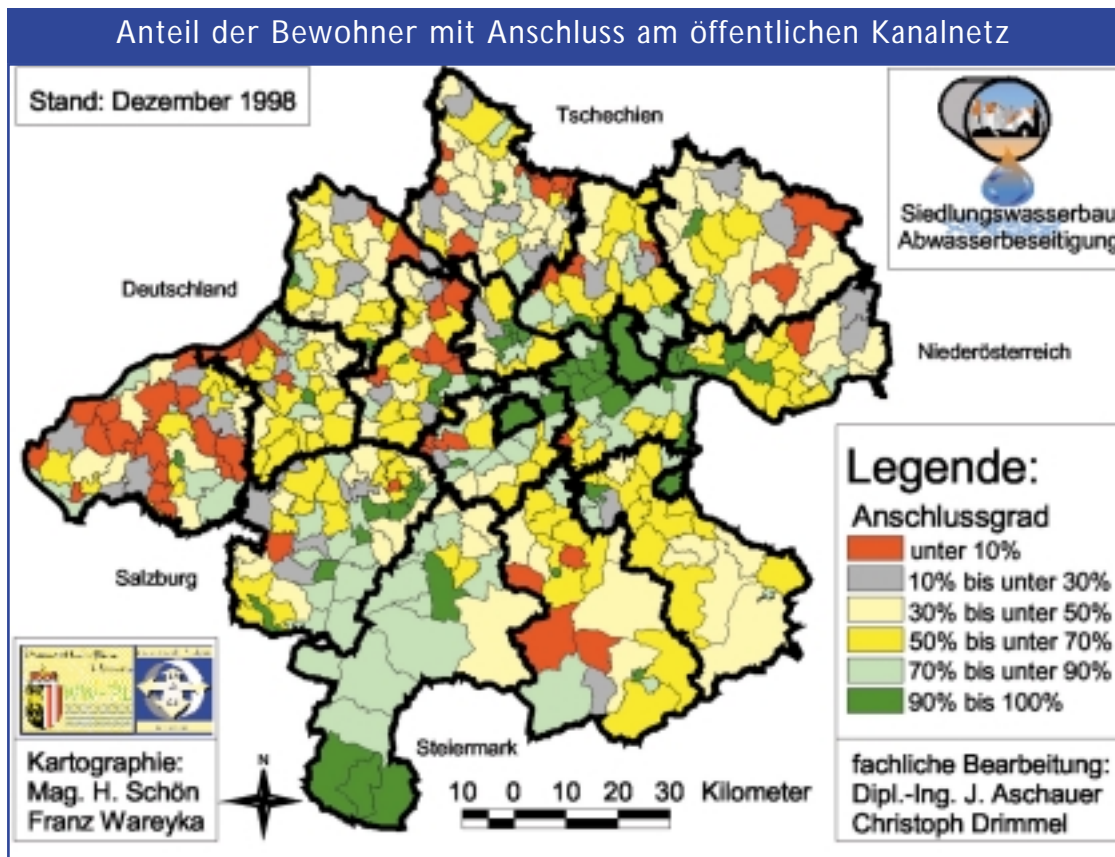 Anteil der Bewohner mit Anschluss am öffentlichen Kanalnetz
Stand: Dezember 1998
Tschechien
Siedlungswasserbau
Abwasserbeseitigung
Deutschland
Niederösterreich
Legende:
Anschlussgrad
unter 10%
10% bis unter 30%
30% bis unter 50%
50% bis unter 70%
70% bis unter 90%
90% bis 100%
Salzburg
Steiermark
Kartographie:
Mag. H. Schön
Franz Wareyka
N
10 0 10 20 30 Kilometer
fachliche Bearbeitung:
Dipl.-Ing. J. Aschauer
Christoph Drimmel